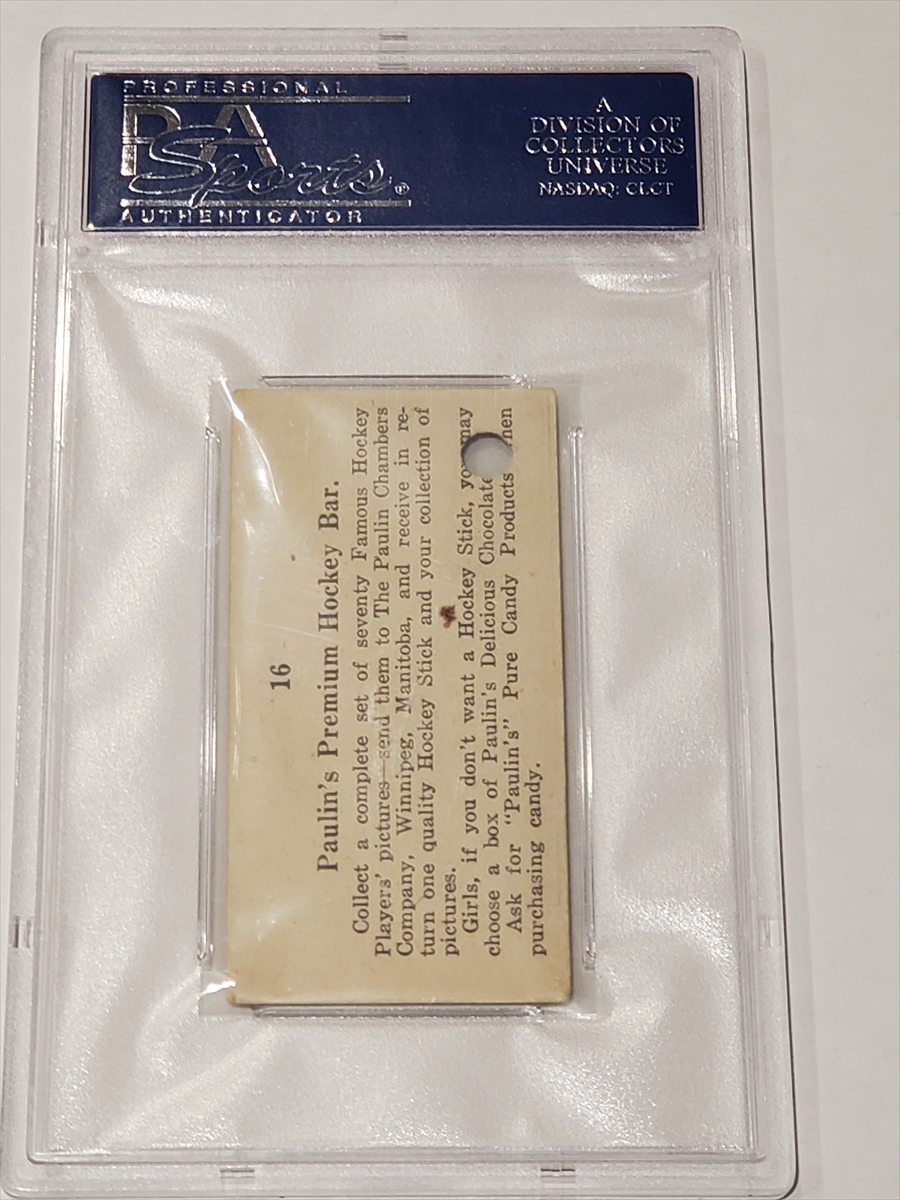 PROFESSIONAL
PSA
Sports®
AUTHENTICATOR
A
DIVISION OF
COLLECTORS
UNIVERSE
NASDAQ: CLCT
16
Paulin's Premium Hockey Bar.
Collect a complete set of seventy Famous Hockey
Players' pictures—send them to The Paulin Chambers
Company, Winnipeg, Manitoba, and receive in re-
turn one quality Hockey Stick and your collection of
pictures.
Girls, if you don't want a Hockey Stick, you may
choose a box of Paulin's Delicious Chocolate
Ask for "Paulin's" Pure Candy Products
purchasing candy.